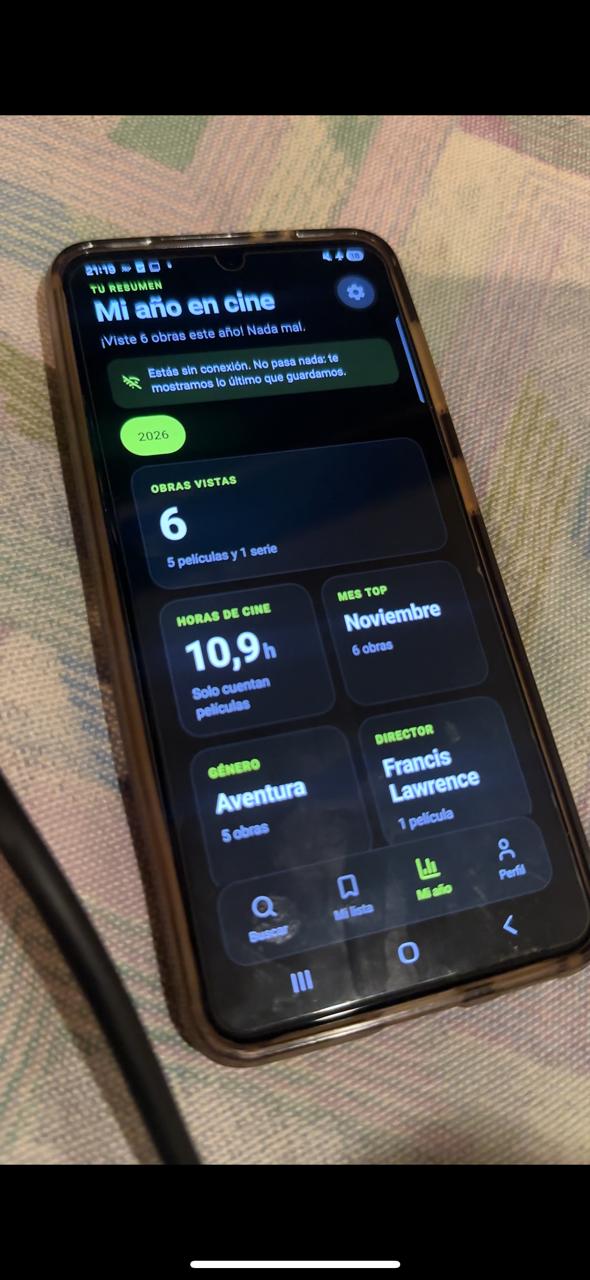 21:19
TU RESUMEN
Mi año en cine
¡Viste 6 obras este año! Nada mal.
Estás sin conexión. No pasa nada: te
mostramos lo último que guardamos.
2026
OBRAS VISTAS
6
5 películas y 1 serie
HORAS DE CINE
10,9 h
Solo cuentan
películas
MES TOP
Noviembre
6 obras
GÉNERO
Aventura
5 obras
DIRECTOR
Francis
Lawrence
1 película
Buscar
Mi lista
Mi año
Perfil